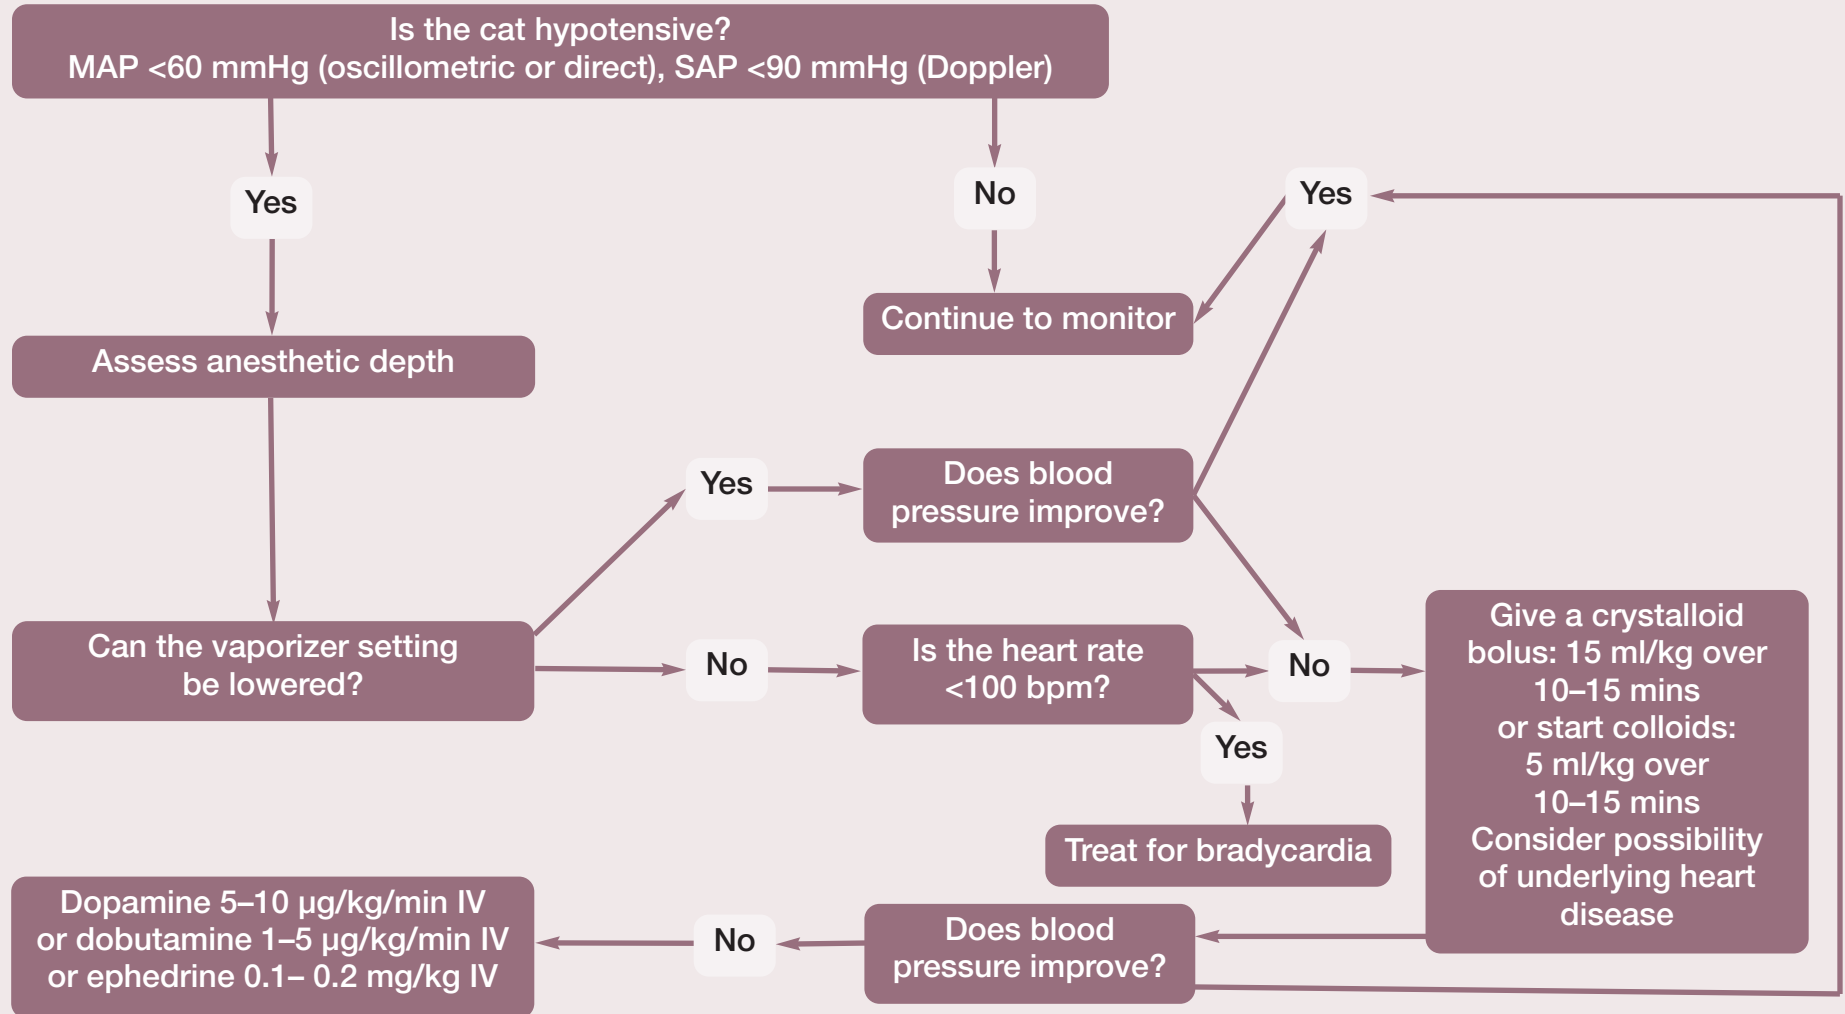 Is the cat hypotensive?
MAP <60 mmHg (oscillometric or direct), SAP <90 mmHg (Doppler)
Yes
No
Yes
Continue to monitor
Assess anesthetic depth
Yes
Does blood
pressure improve?
Can the vaporizer setting
be lowered?
No
Is the heart rate
<100 bpm?
No
Yes
Treat for bradycardia
Give a crystalloid
bolus: 15 ml/kg over
10–15 mins
or start colloids:
5 ml/kg over
10–15 mins
Consider possibility
of underlying heart
disease
Does blood
pressure improve?
No
Dopamine 5–10 µg/kg/min IV
or dobutamine 1–5 µg/kg/min IV
or ephedrine 0.1– 0.2 mg/kg IV